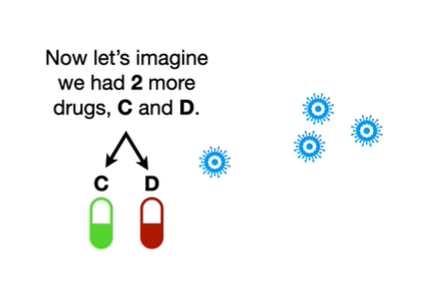 Now let's imagine
we had 2 more
drugs, C and D.
C D